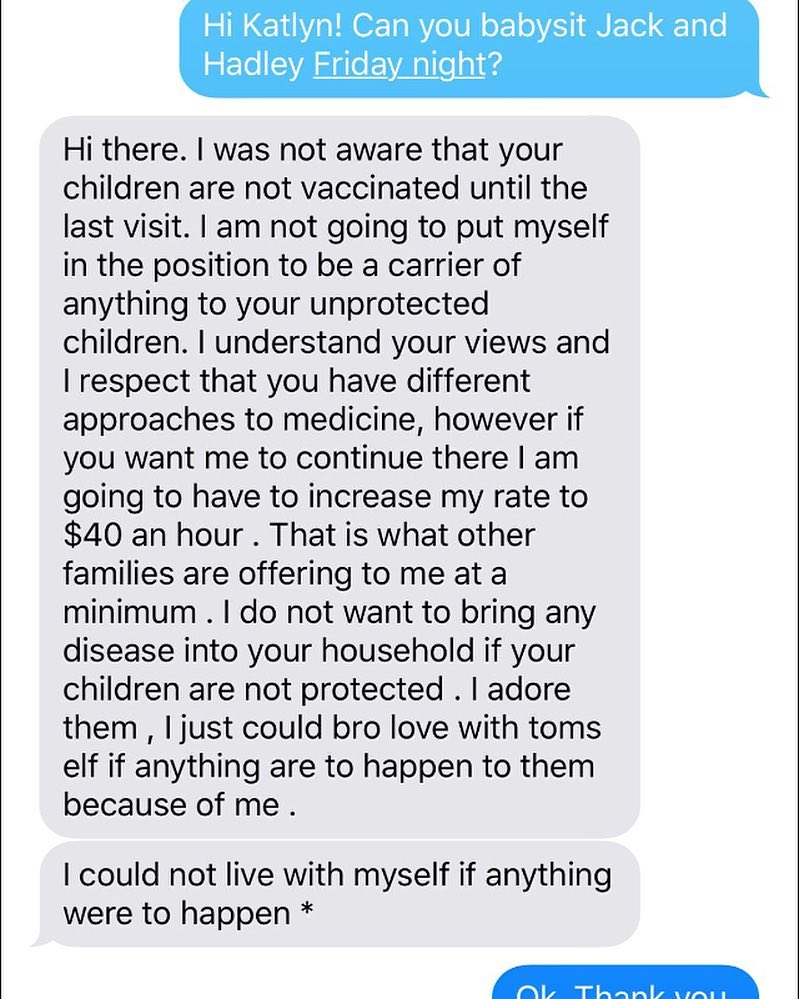 Hi Katlyn! Can you babysit Jack and
Hadley Friday night?
Hi there. I was not aware that your
children are not vaccinated until the
last visit. I am not going to put myself
in the position to be a carrier of
anything to your unprotected
children. I understand your views and
I respect that you have different
approaches to medicine, however if
you want me to continue there I am
going to have to increase my rate to
$40 an hour . That is what other
families are offering to me at a
minimum . I do not want to bring any
disease into your household if your
children are not protected . I adore
them , I just could bro love with toms
elf if anything are to happen to them
because of me .
I could not live with myself if anything
were to happen *
Ok. Thank you